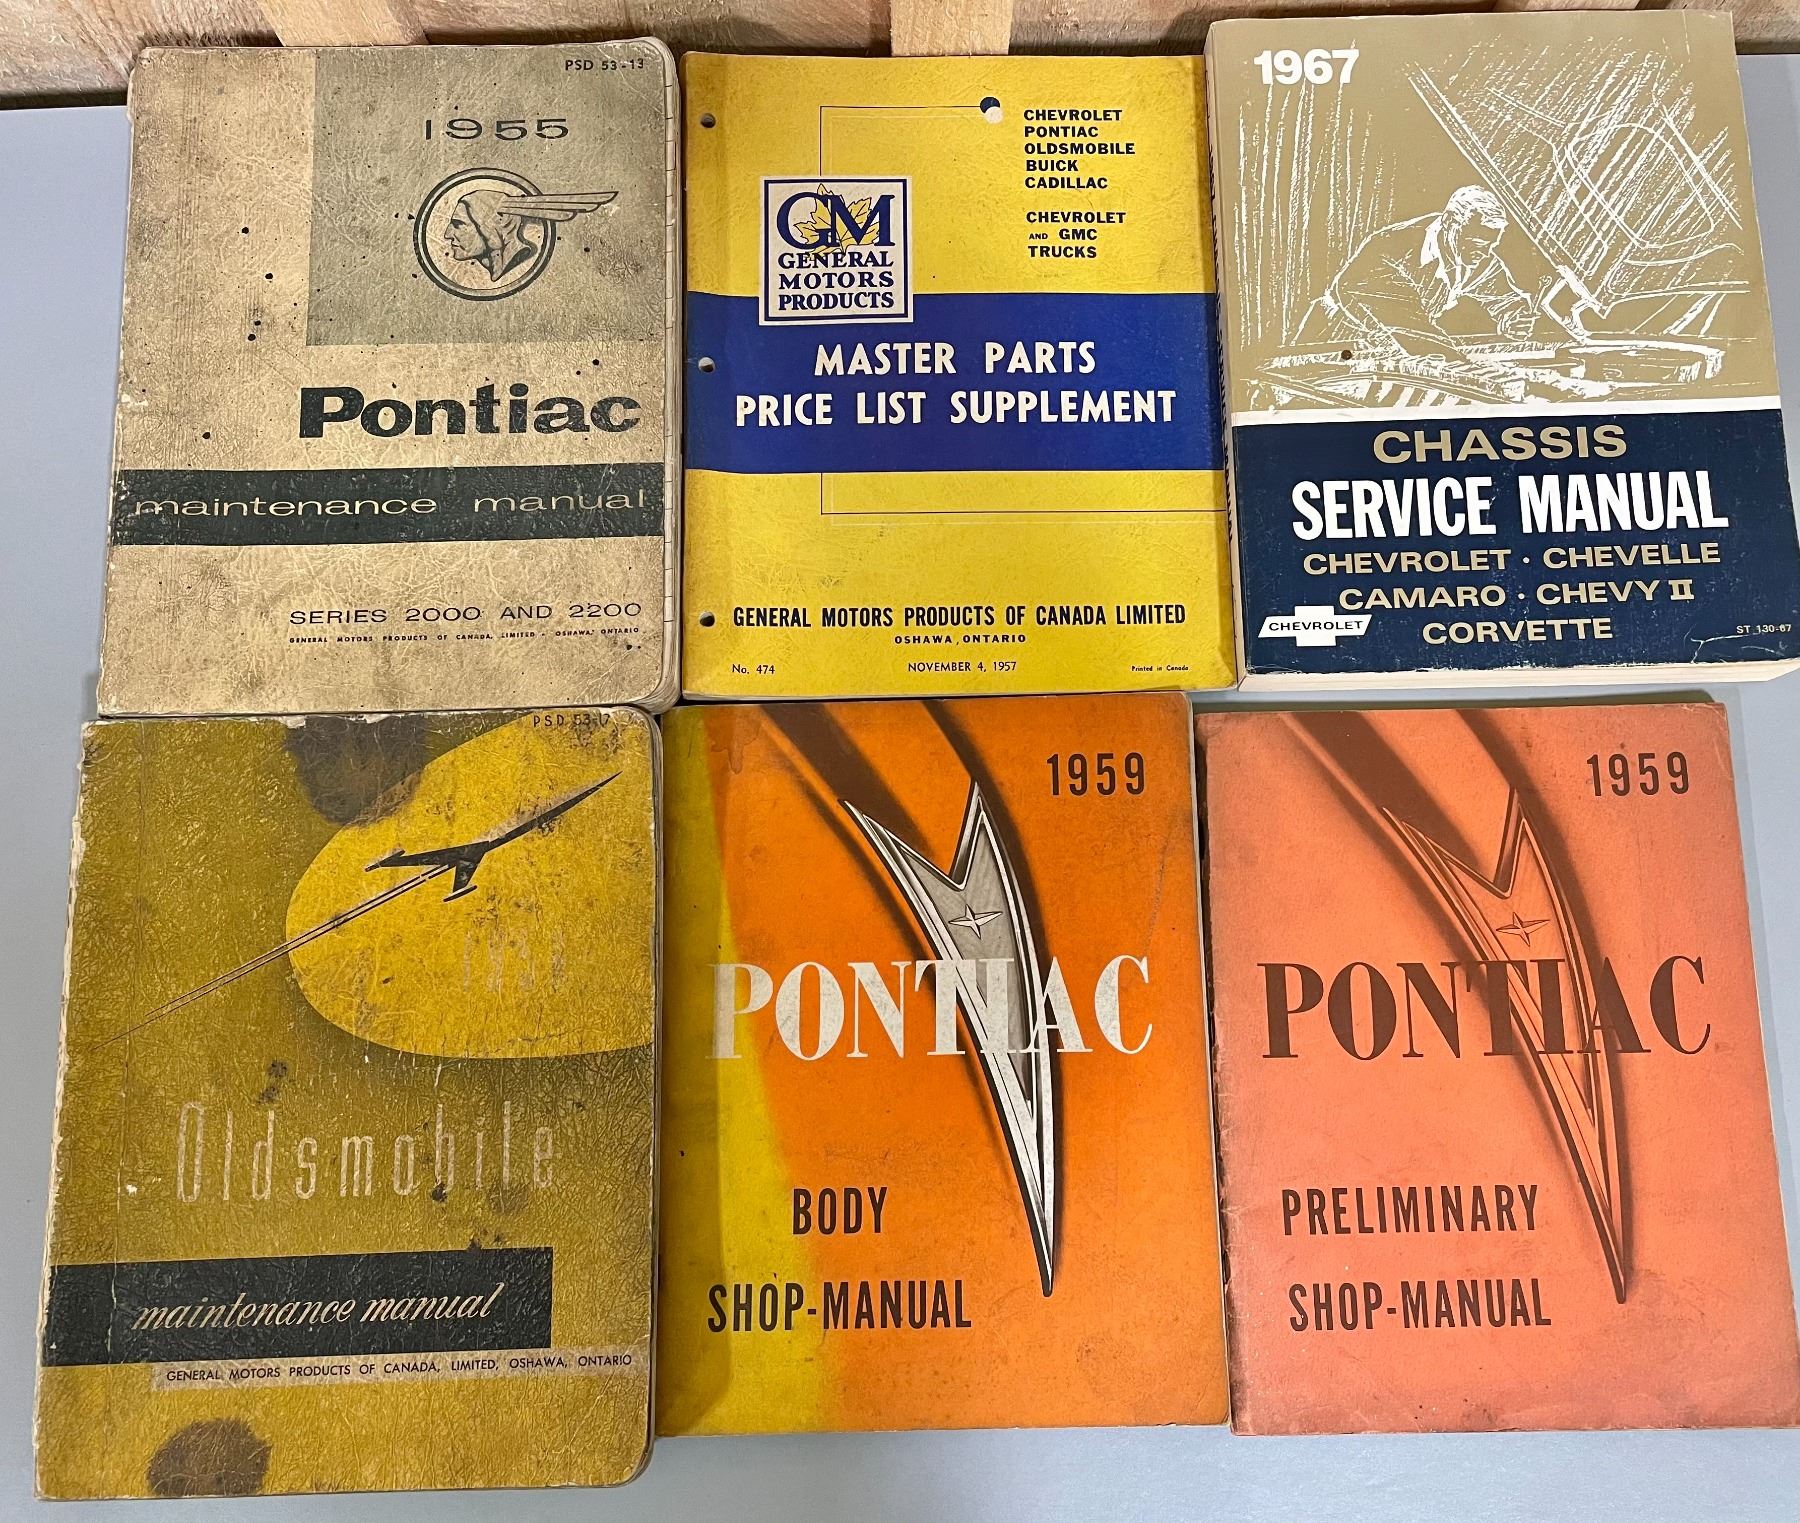 PSD 53-13
1955
Pontiac
maintenance manual
SERIES 2000 AND 2200
GENERAL MOTORS PRODUCTS OF CANADA, LIMITED - OSHAWA, ONTARIO
CHEVROLET
PONTIAC
OLDSMOBILE
BUICK
CADILLAC
CHEVROLET
AND GMC
TRUCKS
GM
GENERAL
MOTORS
PRODUCTS
MASTER PARTS
PRICE LIST SUPPLEMENT
GENERAL MOTORS PRODUCTS OF CANADA LIMITED
OSHAWA, ONTARIO
No. 474
NOVEMBER 4, 1957
Printed in Canada
1967
CHASSIS
SERVICE MANUAL
CHEVROLET · CHEVELLE
CAMARO · CHEVY II
CORVETTE
CHEVROLET
ST 130-67
PSD 53-17
Oldsmobile
maintenance manual
GENERAL MOTORS PRODUCTS OF CANADA, LIMITED, OSHAWA, ONTARIO
1959
PONTIAC
BODY
SHOP-MANUAL
1959
PONTIAC
PRELIMINARY
SHOP-MANUAL